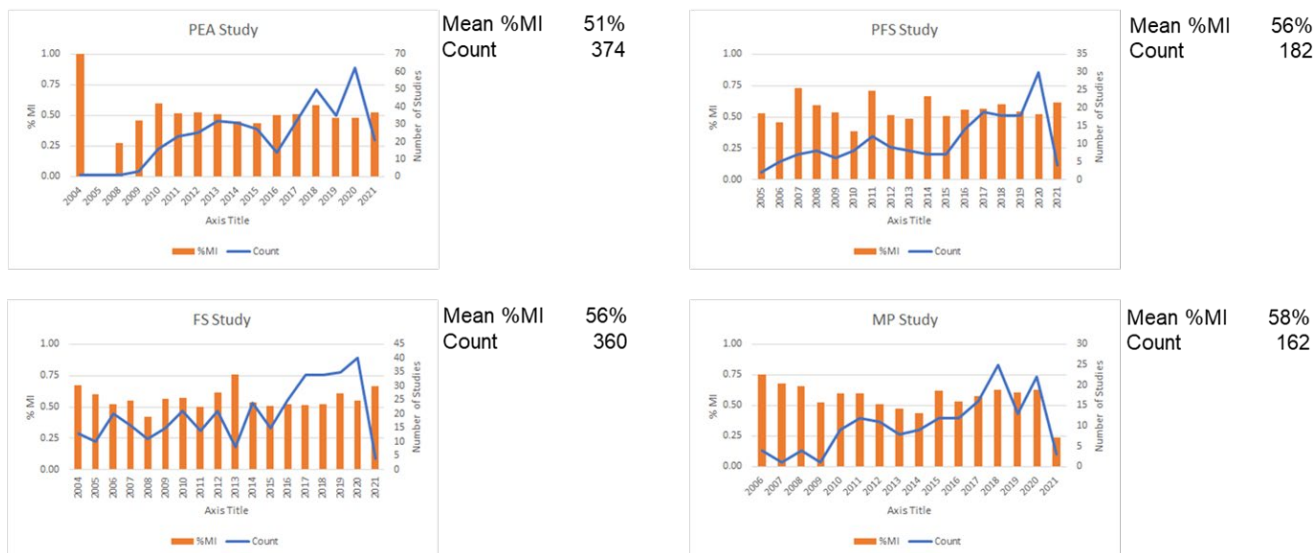 PEA Study
Mean %MI 51%
Count 374
1.00 70
60
0.75 50
40
0.50 30
0.25 20
10
0.00 0
% MI
Number of Studies
2004 2005 2008 2009 2010 2011 2012 2013 2014 2015 2016 2017 2018 2019 2020 2021
Axis Title
%MI Count
PFS Study
Mean %MI 56%
Count 182
1.00 35
30
0.75 25
20
0.50 15
0.25 10
5
0.00 0
% MI
Number of Studies
2005 2006 2007 2008 2009 2010 2011 2012 2013 2014 2015 2016 2017 2018 2019 2020 2021
Axis Title
%MI Count
FS Study
Mean %MI 56%
Count 360
1.00 40
45
35
0.75 30
25
0.50 20
15
0.25 10
5
0.00 0
% MI
Number of Studies
2004 2005 2006 2007 2008 2009 2010 2011 2012 2013 2014 2015 2016 2017 2018 2019 2020 2021
Axis Title
%MI Count
MP Study
Mean %MI 58%
Count 162
1.00 30
25
0.75 20
0.50 15
10
0.25 5
0.00 0
% MI
Number of Studies
2006 2007 2008 2009 2010 2011 2012 2013 2014 2015 2016 2017 2018 2019 2020 2021
Axis Title
%MI Count